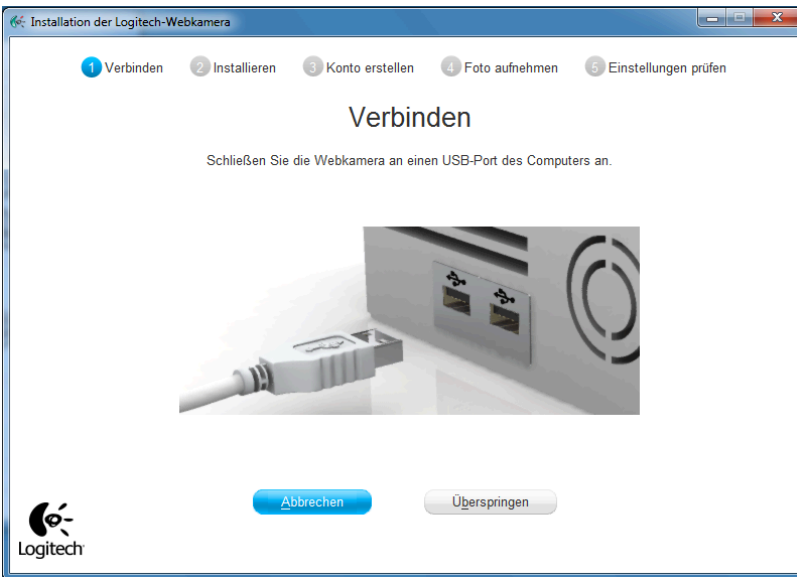 Installation der Logitech-Webkamera
1 Verbinden 2 Installieren 3 Konto erstellen 4 Foto aufnehmen 5 Einstellungen prüfen
Verbinden
Schließen Sie die Webkamera an einen USB-Port des Computers an.
Abbrechen Überspringen
Logitech